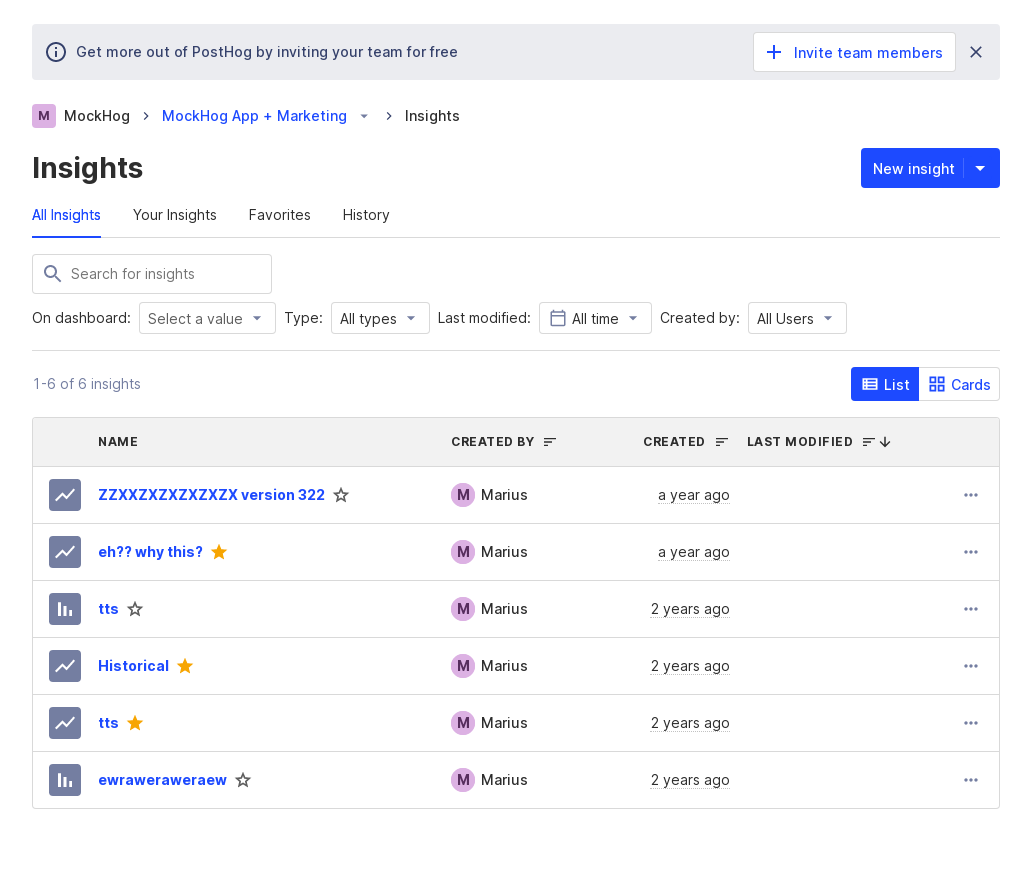 Get more out of PostHog by inviting your team for free
Invite team members
M MockHog MockHog App + Marketing Insights
Insights
New insight
All Insights Your Insights Favorites History
Search for insights
On dashboard: Select a value Type: All types Last modified: All time Created by: All Users
1-6 of 6 insights
List Cards
NAME CREATED BY CREATED LAST MODIFIED
ZZXXZXZXZXZXZX version 322 M Marius a year ago
eh?? why this? M Marius a year ago
tts M Marius 2 years ago
Historical M Marius 2 years ago
tts M Marius 2 years ago
ewraweraweraew M Marius 2 years ago